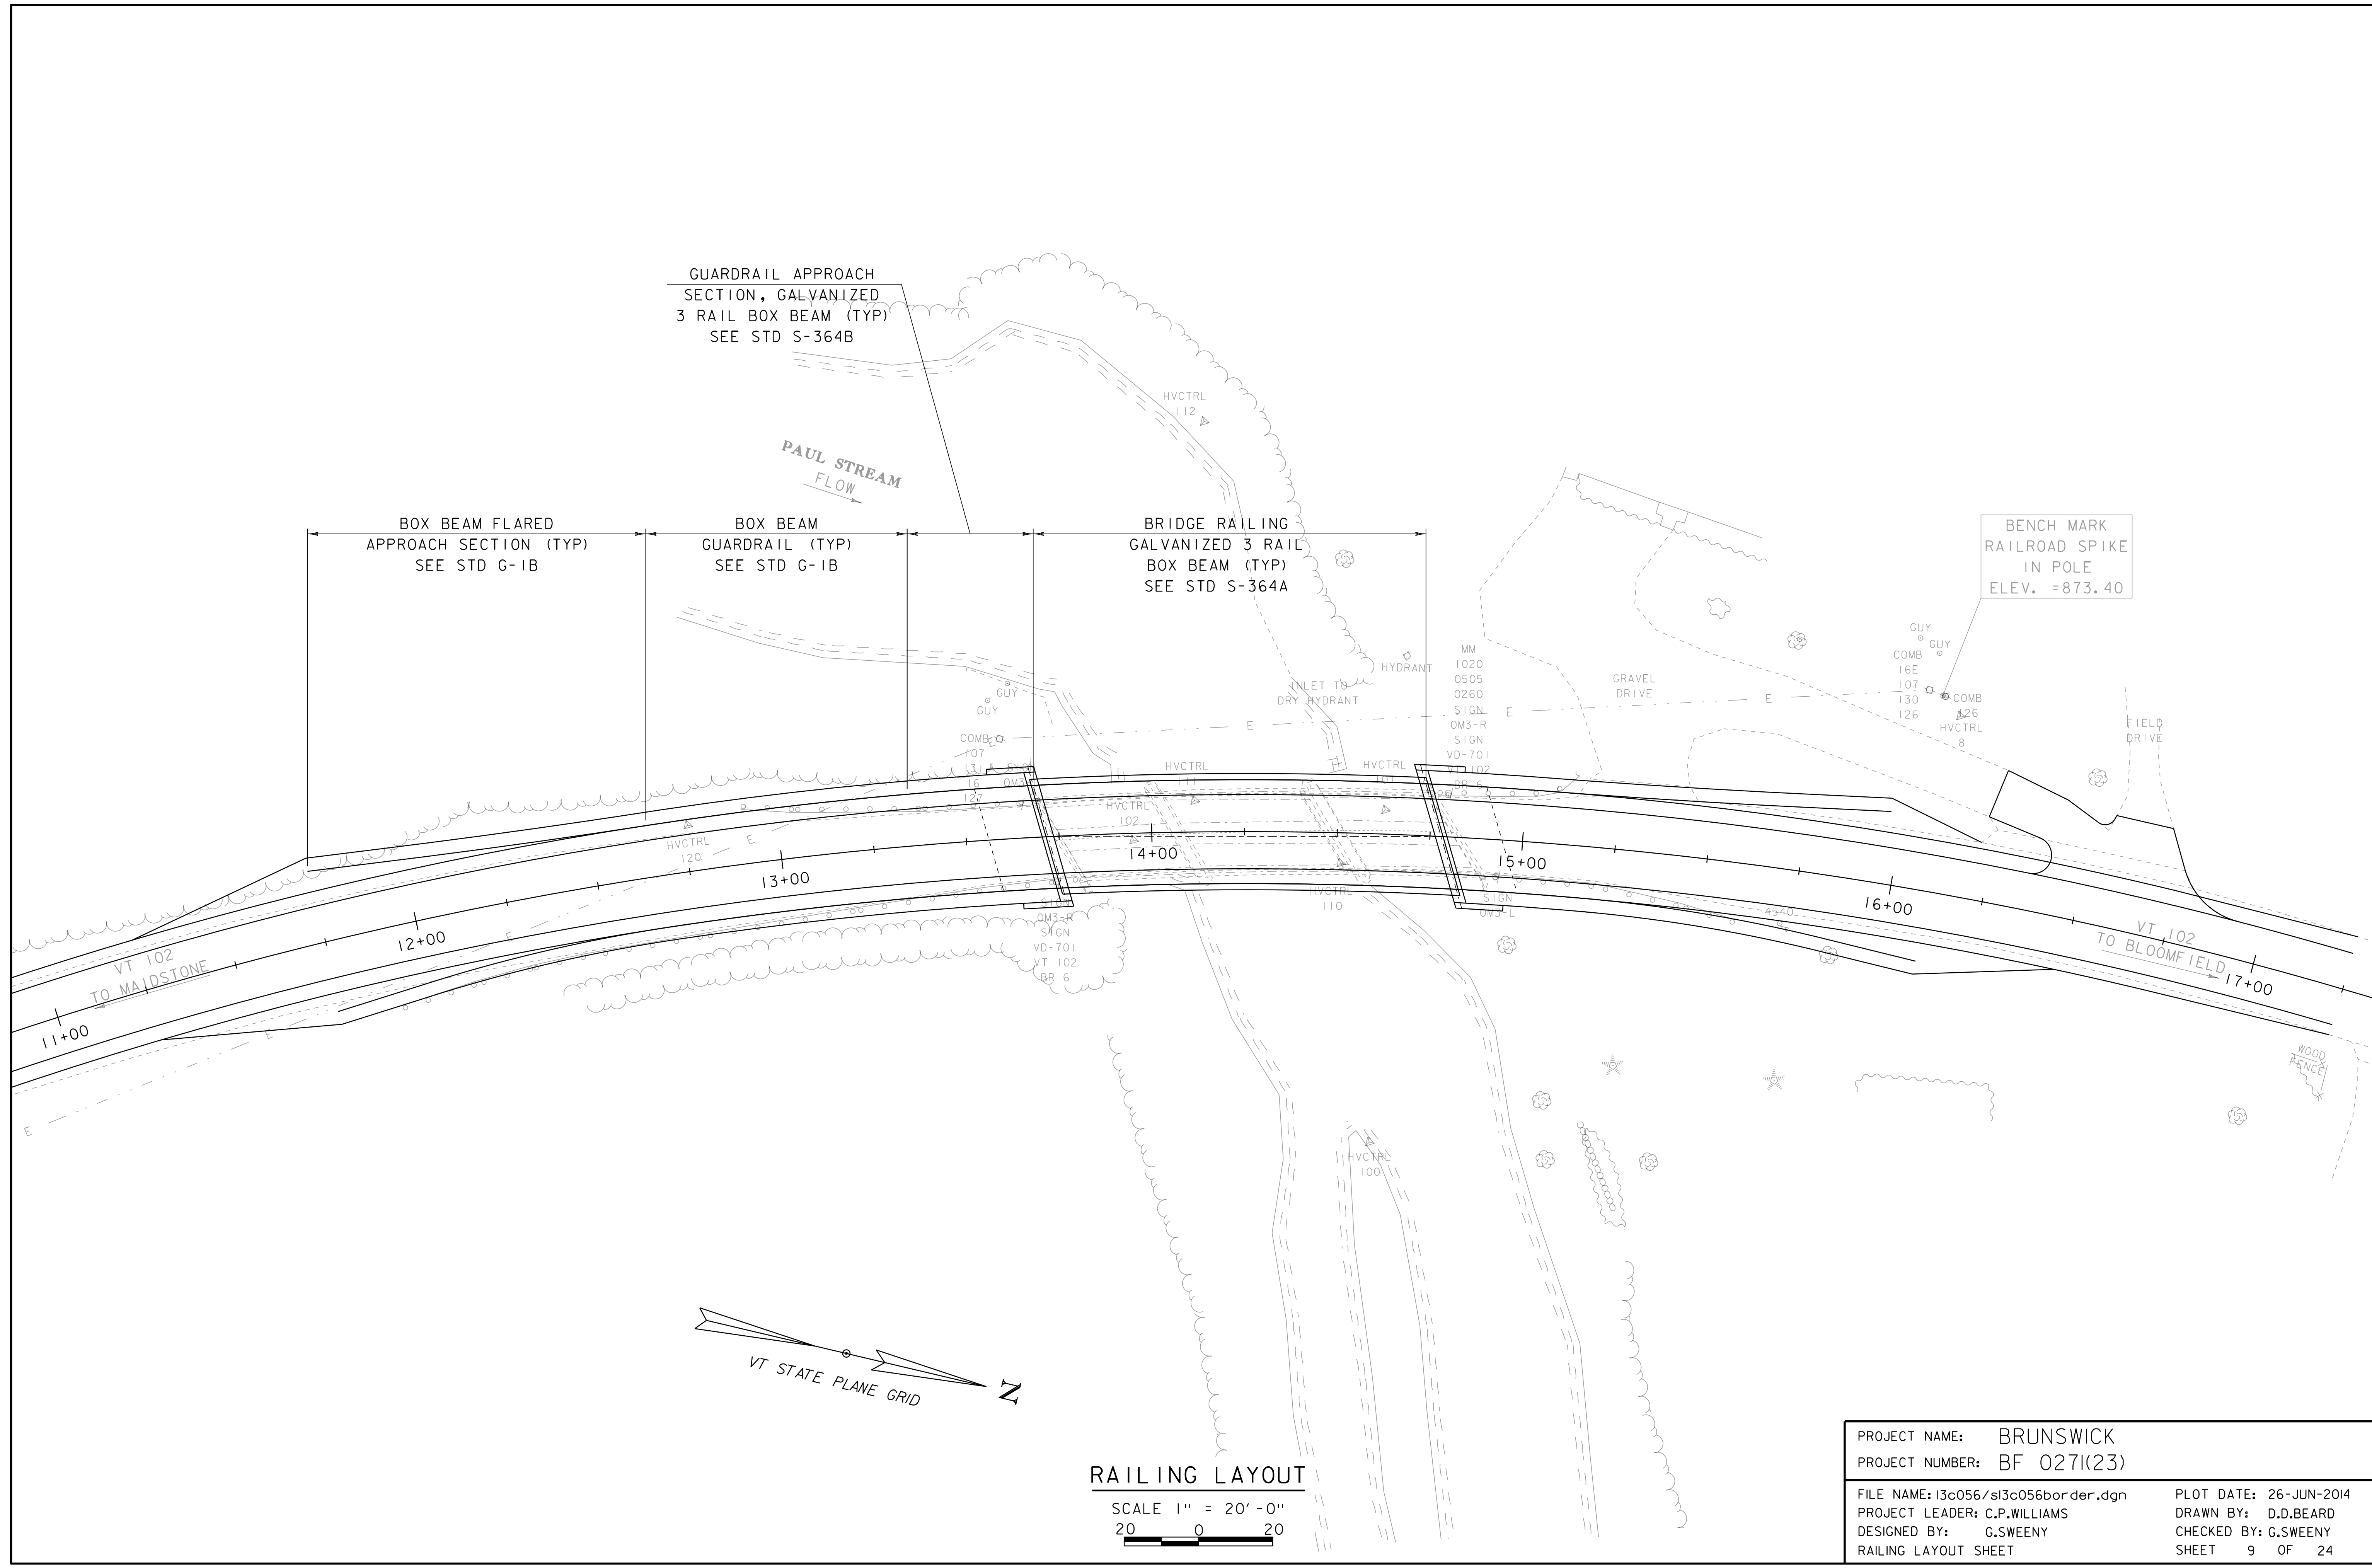 GUARDRAIL APPROACH
SECTION, GALVANIZED
3 RAIL BOX BEAM (TYP)
SEE STD S-364B
HVCTRL
112
PAUL STREAM
FLOW
BOX BEAM FLARED
APPROACH SECTION (TYP)
SEE STD G-1B
BOX BEAM
GUARDRAIL (TYP)
SEE STD G-1B
BRIDGE RAILING
GALVANIZED 3 RAIL
BOX BEAM (TYP)
SEE STD S-364A
BENCH MARK
RAILROAD SPIKE
IN POLE
ELEV. =873.40
GUY
GUY
COMB
16E
107
130
126
COMB
126
HVCTRL
8
FIELD
DRIVE
GRAVEL
DRIVE
MM
1020
0505
0260
SIGN
OM3-R
SIGN
VD-701
VT 102
BR 6
HYDRANT
INLET TO
DRY HYDRANT
GUY
GUY
COMB
107
131A
16
127
E
E
E
E
HVCTRL
111
HVCTRL
101
HVCTRL
102
HVCTRL
120
E
E
E
E
14+00
15+00
13+00
12+00
11+00
16+00
17+00
HVCTRL
110
SIGN
OM3-L
4540
SIGN
OM3-R
SIGN
VD-701
VT 102
BR 6
VT 102
TO MAIDSTONE
VT 102
TO BLOOMFIELD
WOOD
FENCE
HVCTRL
100
VT STATE PLANE GRID
N
RAILING LAYOUT
SCALE 1" = 20'-0"
20 0 20
PROJECT NAME: BRUNSWICK
PROJECT NUMBER: BF 0271(23)
FILE NAME: 13c056/s13c056border.dgn PLOT DATE: 26-JUN-2014
PROJECT LEADER: C.P.WILLIAMS DRAWN BY: D.D.BEARD
DESIGNED BY: G.SWEENY CHECKED BY: G.SWEENY
RAILING LAYOUT SHEET SHEET 9 OF 24